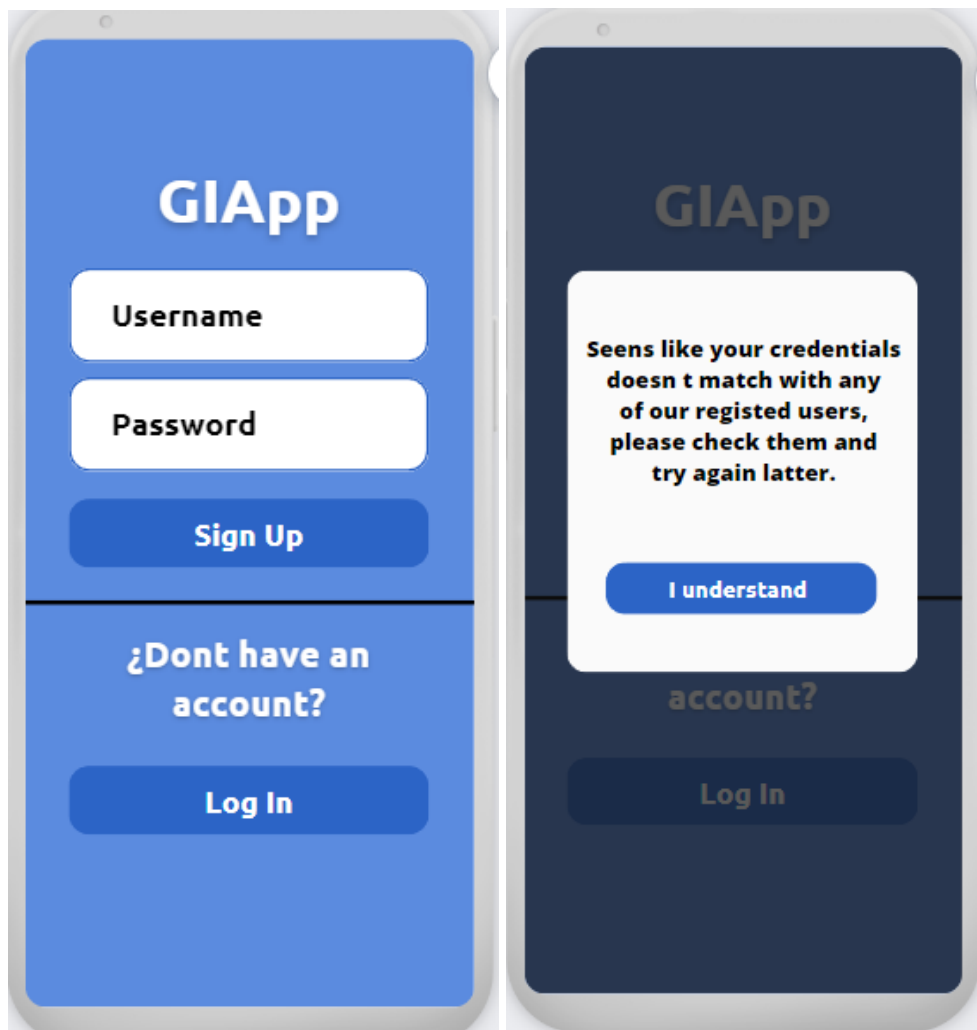 GIApp
Username
Password
Sign Up
¿Dont have an
account?
Log In
GIApp
Seens like your credentials
doesn t match with any
of our registed users,
please check them and
try again latter.
I understand
account?
Log In